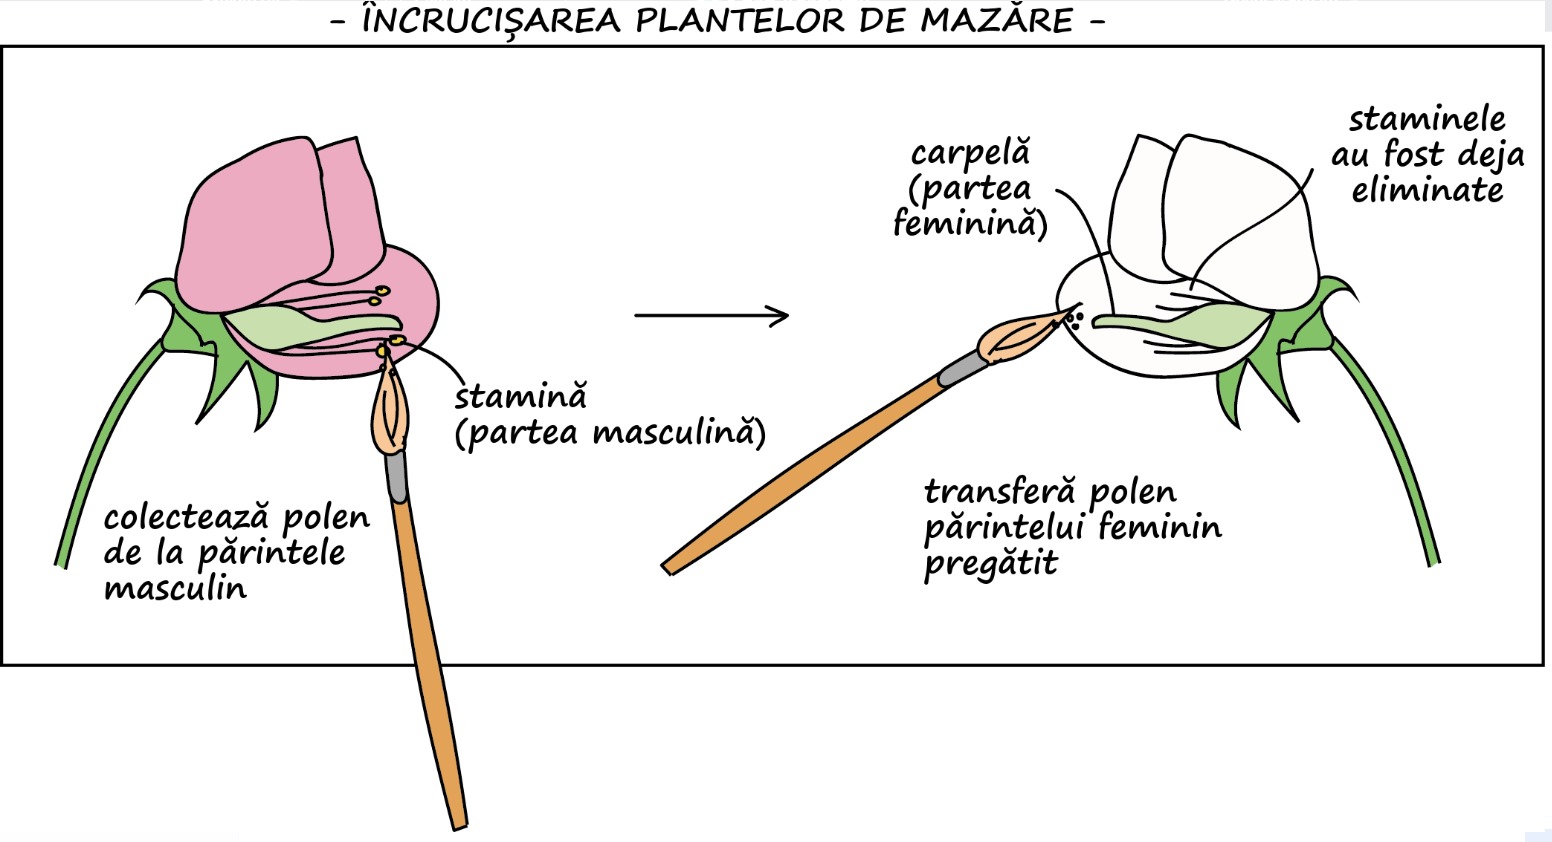 - ÎNCRUCIȘAREA PLANTELOR DE MAZĂRE -
carpelă
(partea
feminină)
staminele
au fost deja
eliminate
stamină
(partea masculină)
colectează polen
de la părintele
masculin
transferă polen
părintelui feminin
pregătit